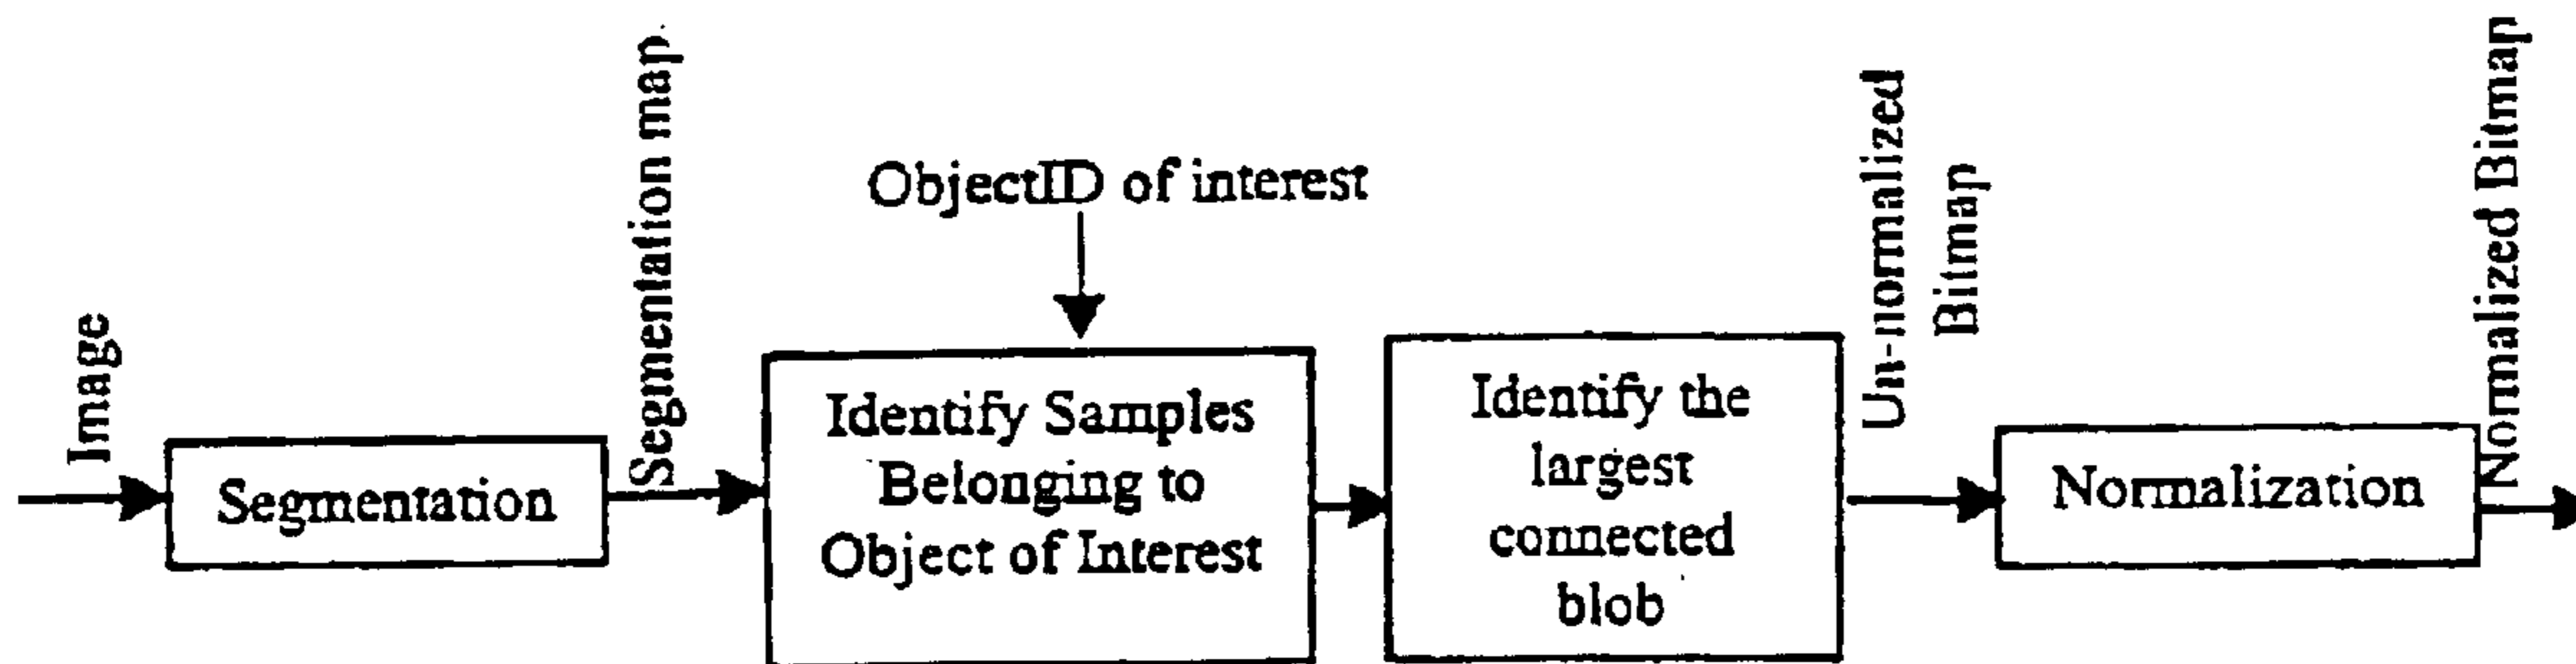 Image
Segmentation
Segmentation map
ObjectID of interest
Identify Samples
Belonging to
Object of Interest
Identify the
largest
connected
blob
Un-normalized
Bitmap
Normalization
Normalized Bitmap